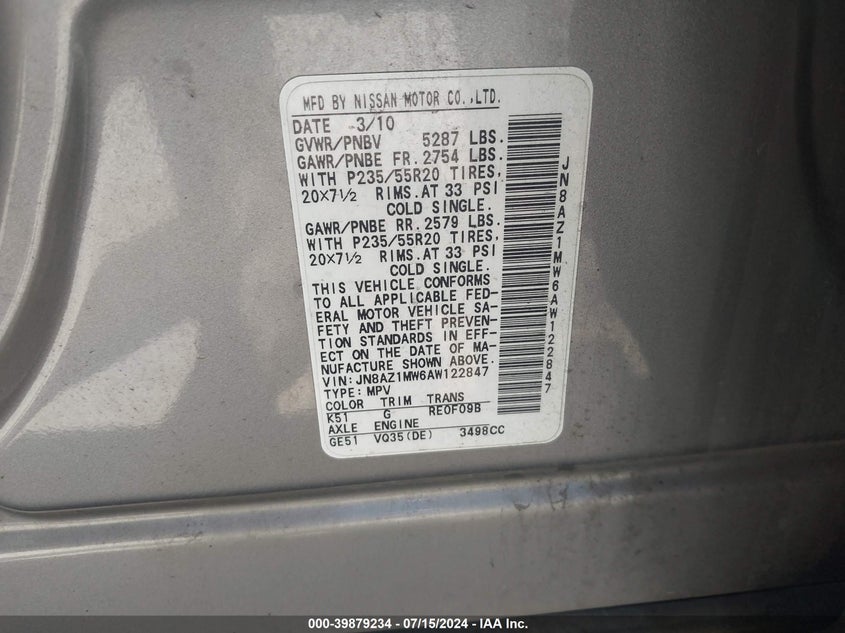 MFD BY NISSAN MOTOR CO.,LTD.
DATE 3/10
GVWR/PNBV 5287 LBS.
GAWR/PNBE FR. 2754 LBS.
WITH P235/55R20 TIRES,
20X7½ RIMS.AT 33 PSI
COLD SINGLE.
GAWR/PNBE RR. 2579 LBS.
WITH P235/55R20 TIRES,
20X7½ RIMS.AT 33 PSI
COLD SINGLE.
THIS VEHICLE CONFORMS
TO ALL APPLICABLE FED-
ERAL MOTOR VEHICLE SA-
FETY AND THEFT PREVEN-
TION STANDARDS IN EFF-
ECT ON THE DATE OF MA-
NUFACTURE SHOWN ABOVE.
VIN: JN8AZ1MW6AW122847
TYPE: MPV
COLOR TRIM TRANS
K51 G RE0F09B
AXLE ENGINE
GE51 VQ35(DE) 3498CC
JN8AZ1MW6AW122847
000-39879234 - 07/15/2024 - IAA Inc.